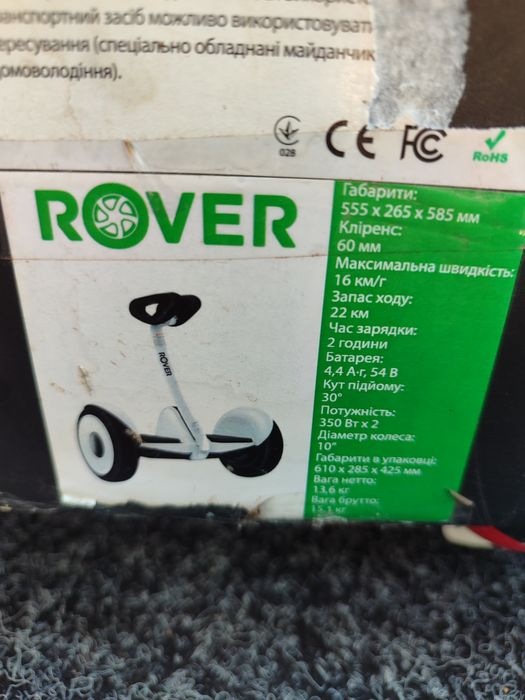 засіб можливо використовуват
(спеціально обладнані майданчик
028
CE FC
RoHS
ROVER
ROVER
Габарити:
555 x 265 x 585 мм
Кліренс:
60 мм
Максимальна швидкість:
16 км/г
Запас ходу:
22 км
Час зарядки:
2 години
Батарея:
4,4 А·г, 54 В
Кут підйому:
30°
Потужність:
350 Вт x 2
Діаметр колеса:
10"
Габарити в упаковці:
610 x 285 x 425 мм
Вага нетто:
13,6 кг
Вага брутто:
15,1 кг